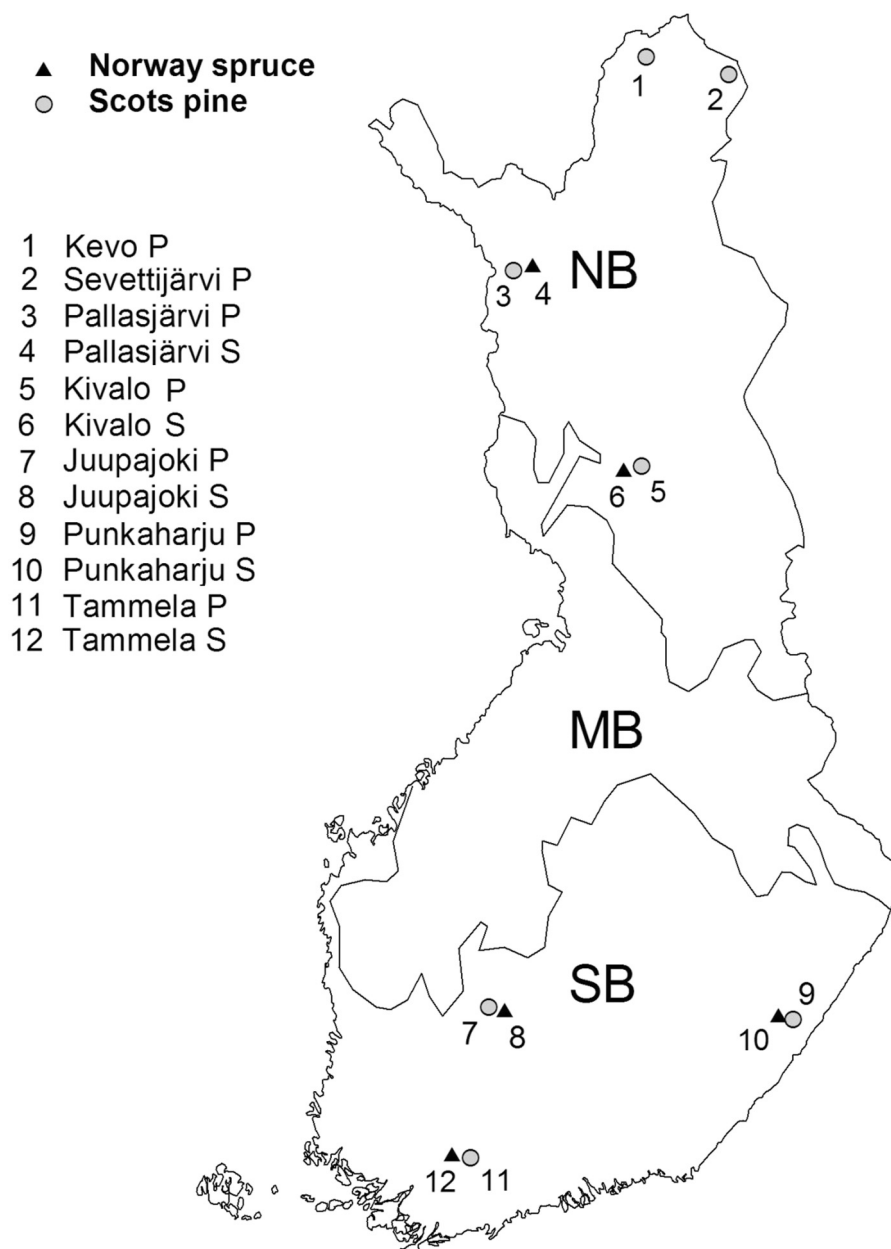 Norway spruce
Scots pine
1 Kevo P
2 Sevettijärvi P
3 Pallasjärvi P
4 Pallasjärvi S
5 Kivalo P
6 Kivalo S
7 Juupajoki P
8 Juupajoki S
9 Punkaharju P
10 Punkaharju S
11 Tammela P
12 Tammela S
1
2
NB
3
4
6
5
MB
SB
9
7
8
10
12
11